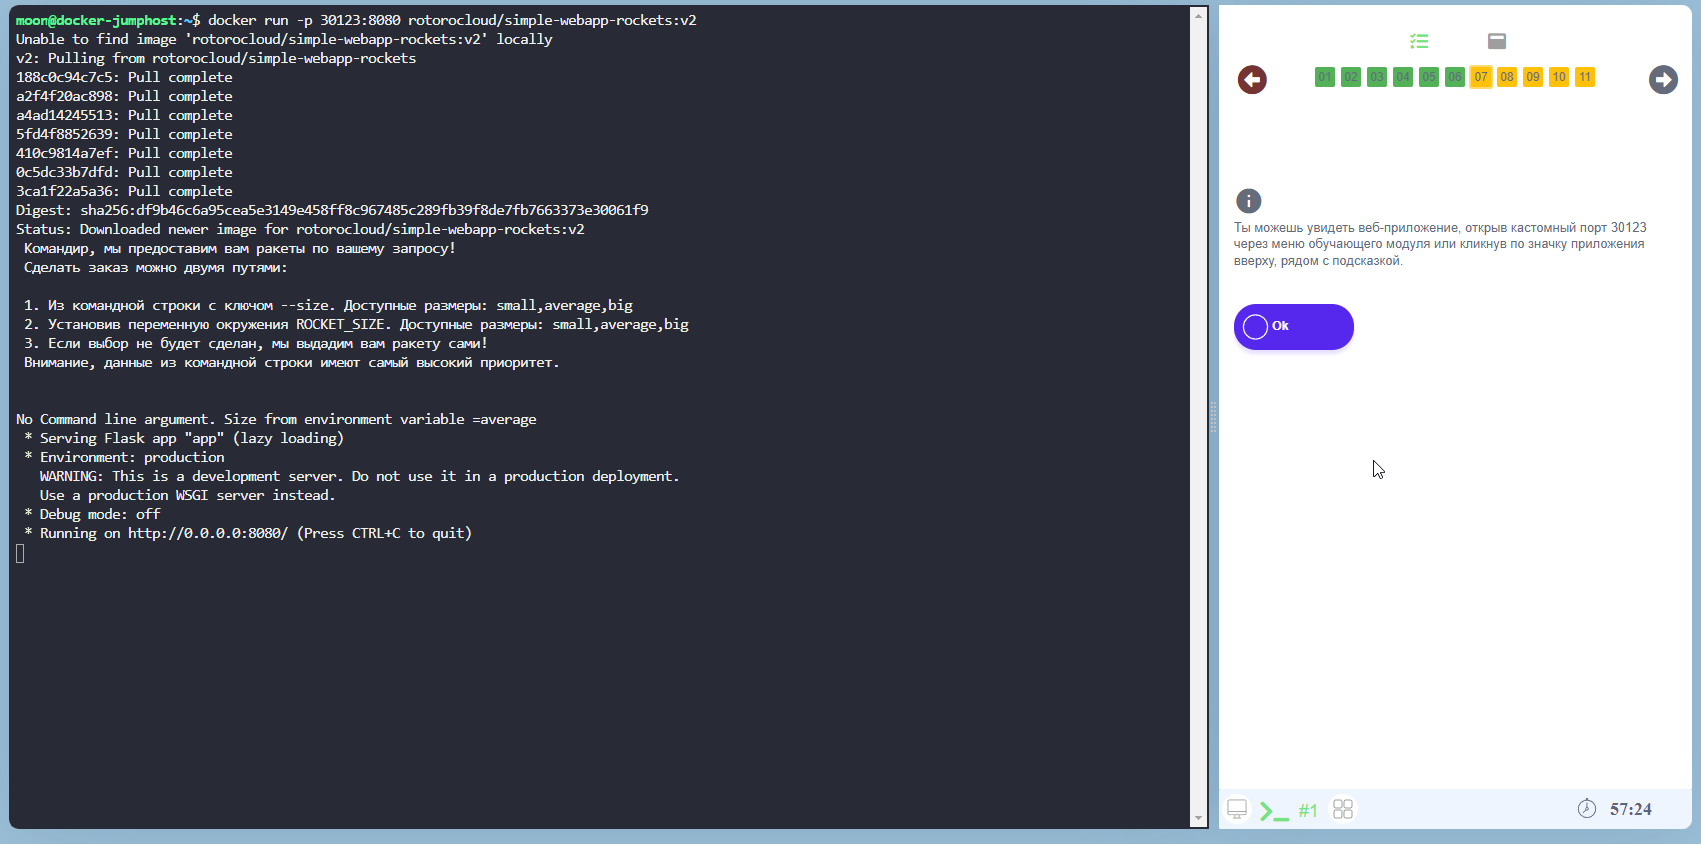 moon@docker-jumphost:~$ docker run -p 30123:8080 rotorocloud/simple-webapp-rockets:v2
Unable to find image 'rotorocloud/simple-webapp-rockets:v2' locally
v2: Pulling from rotorocloud/simple-webapp-rockets
188c0c94c7c5: Pull complete
a2f4f20ac898: Pull complete
a4ad14245513: Pull complete
5fd4f8852639: Pull complete
410c9814a7ef: Pull complete
0c5dc33b7dfd: Pull complete
3ca1f22a5a36: Pull complete
Digest: sha256:df9b46c6a95cea5e3149e458ff8c967485c289fb39f8de7fb7663373e30061f9
Status: Downloaded newer image for rotorocloud/simple-webapp-rockets:v2
Командир, мы предоставим вам ракеты по вашему запросу!
Сделать заказ можно двумя путями:
1. Из командной строки с ключом --size. Доступные размеры: small,average,big
2. Установив переменную окружения ROCKET_SIZE. Доступные размеры: small,average,big
3. Если выбор не будет сделан, мы выдадим вам ракету сами!
Внимание, данные из командной строки имеют самый высокий приоритет.
No Command line argument. Size from environment variable =average
* Serving Flask app "app" (lazy loading)
* Environment: production
WARNING: This is a development server. Do not use it in a production deployment.
Use a production WSGI server instead.
* Debug mode: off
* Running on http://0.0.0.0:8080/ (Press CTRL+C to quit)
01 02 03 04 05 06 07 08 09 10 11
Ты можешь увидеть веб-приложение, открыв кастомный порт 30123
через меню обучающего модуля или кликнув по значку приложения
вверху, рядом с подсказкой.
Ok
#1
57:24